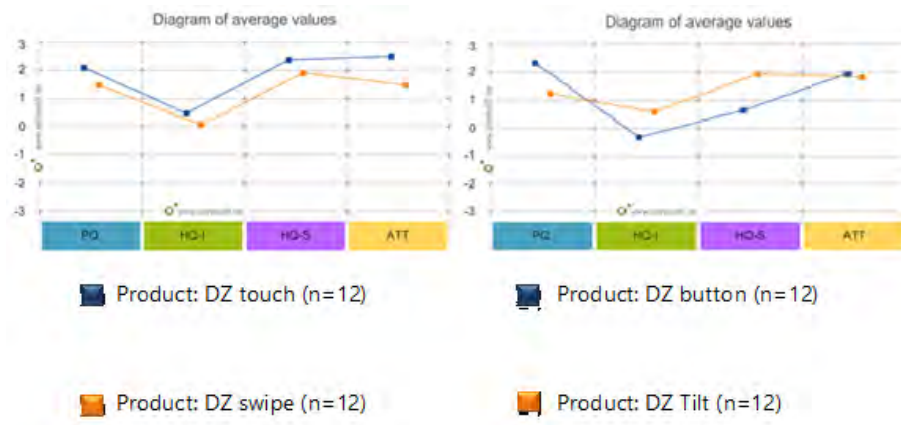 Diagram of average values
3
2
1
0
-1
-2
-3
PQ
HQ-I
HQ-S
ATT
Diagram of average values
3
2
1
0
-1
-2
-3
PQ
HQ-I
HQ-S
ATT
Product: DZ touch (n=12)
Product: DZ button (n=12)
Product: DZ swipe (n=12)
Product: DZ Tilt (n=12)